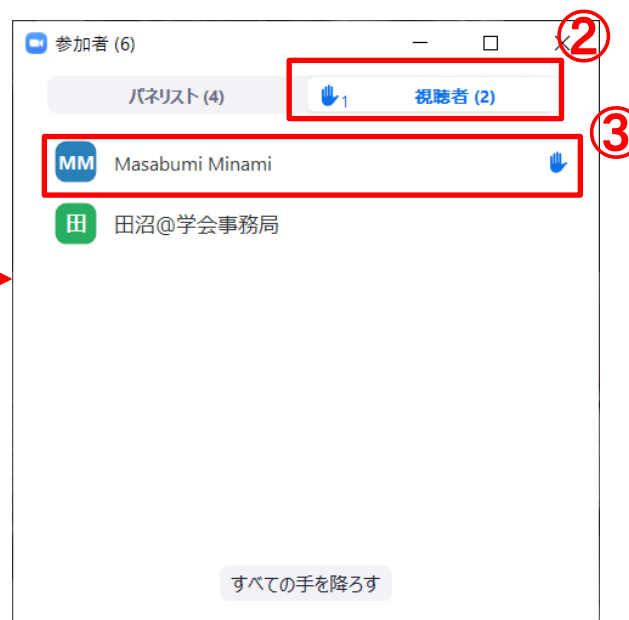 参加者 (6)
②
パネリスト (4)
1
視聴者 (2)
③
MM
Masabumi Minami
田
田沼@学会事務局
すべての手を降ろす